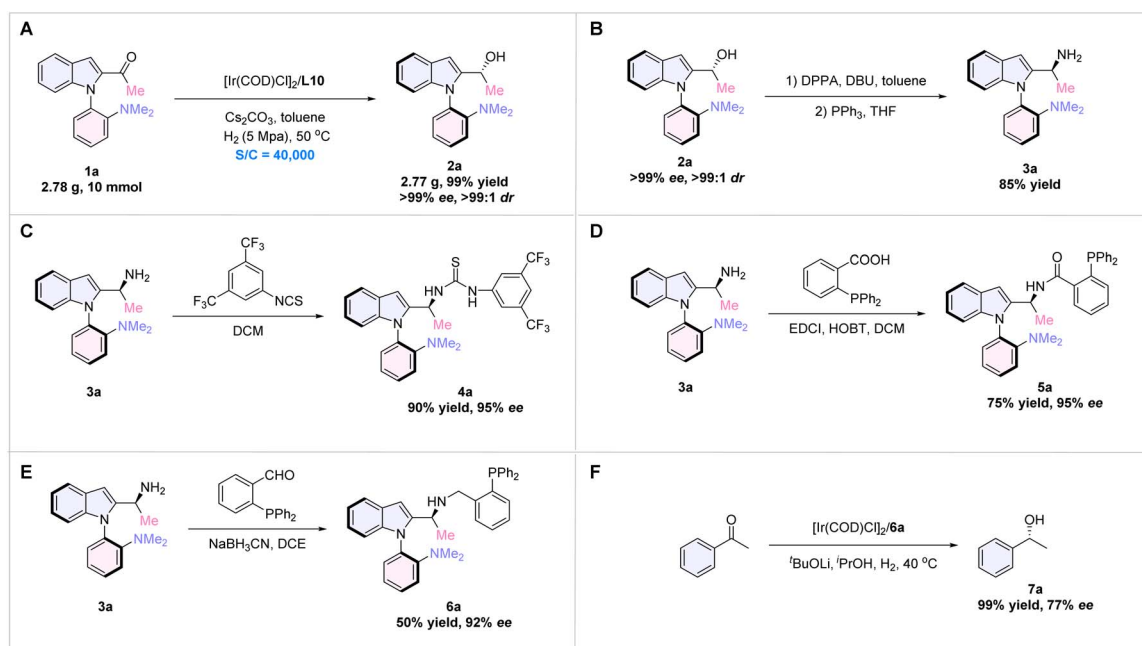 A
O
Me
N
NMe2
1a
2.78 g, 10 mmol
[Ir(COD)Cl]2/L10
Cs2CO3, toluene
H2 (5 Mpa), 50 °C
S/C = 40,000
OH
Me
N
NMe2
2a
2.77 g, 99% yield
>99% ee, >99:1 dr
B
OH
Me
N
NMe2
2a
>99% ee, >99:1 dr
1) DPPA, DBU, toluene
2) PPh3, THF
NH2
Me
N
NMe2
3a
85% yield
C
NH2
Me
N
NMe2
3a
CF3
F3C
NCS
DCM
S
HN
NH
CF3
CF3
Me
N
NMe2
4a
90% yield, 95% ee
D
NH2
Me
N
NMe2
3a
COOH
PPh2
EDCI, HOBT, DCM
O
PPh2
HN
Me
N
NMe2
5a
75% yield, 95% ee
E
NH2
Me
N
NMe2
3a
CHO
PPh2
NaBH3CN, DCE
PPh2
HN
Me
N
NMe2
6a
50% yield, 92% ee
F
O
[Ir(COD)Cl]2/6a
tBuOLi, iPrOH, H2, 40 °C
OH
7a
99% yield, 77% ee